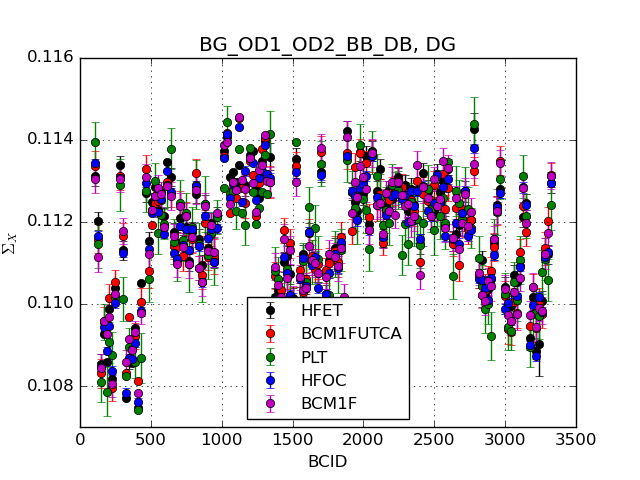 BG_OD1_OD2_BB_DB, DG
0.116
0.114
0.112
0.110
0.108
Σ_X
HFET
BCM1FUTCA
PLT
HFOC
BCM1F
0 500 1000 1500 2000 2500 3000 3500
BCID